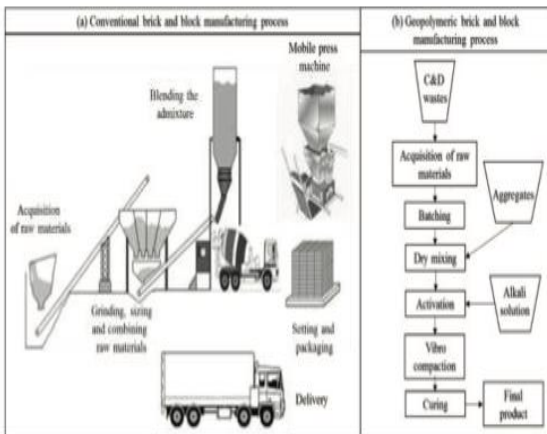 (a) Conventional brick and block manufacturing process
Mobile press
machine
Blending the
admixture
Acquisition
of raw materials
Grinding, sizing
and combining
raw materials
Setting and
packaging
Delivery
(b) Geopolymeric brick and block
manufacturing process
C&D
wastes
Acquisition of raw
materials
Aggregates
Batching
Dry mixing
Activation
Alkali
solution
Vibro
compaction
Curing
Final
product